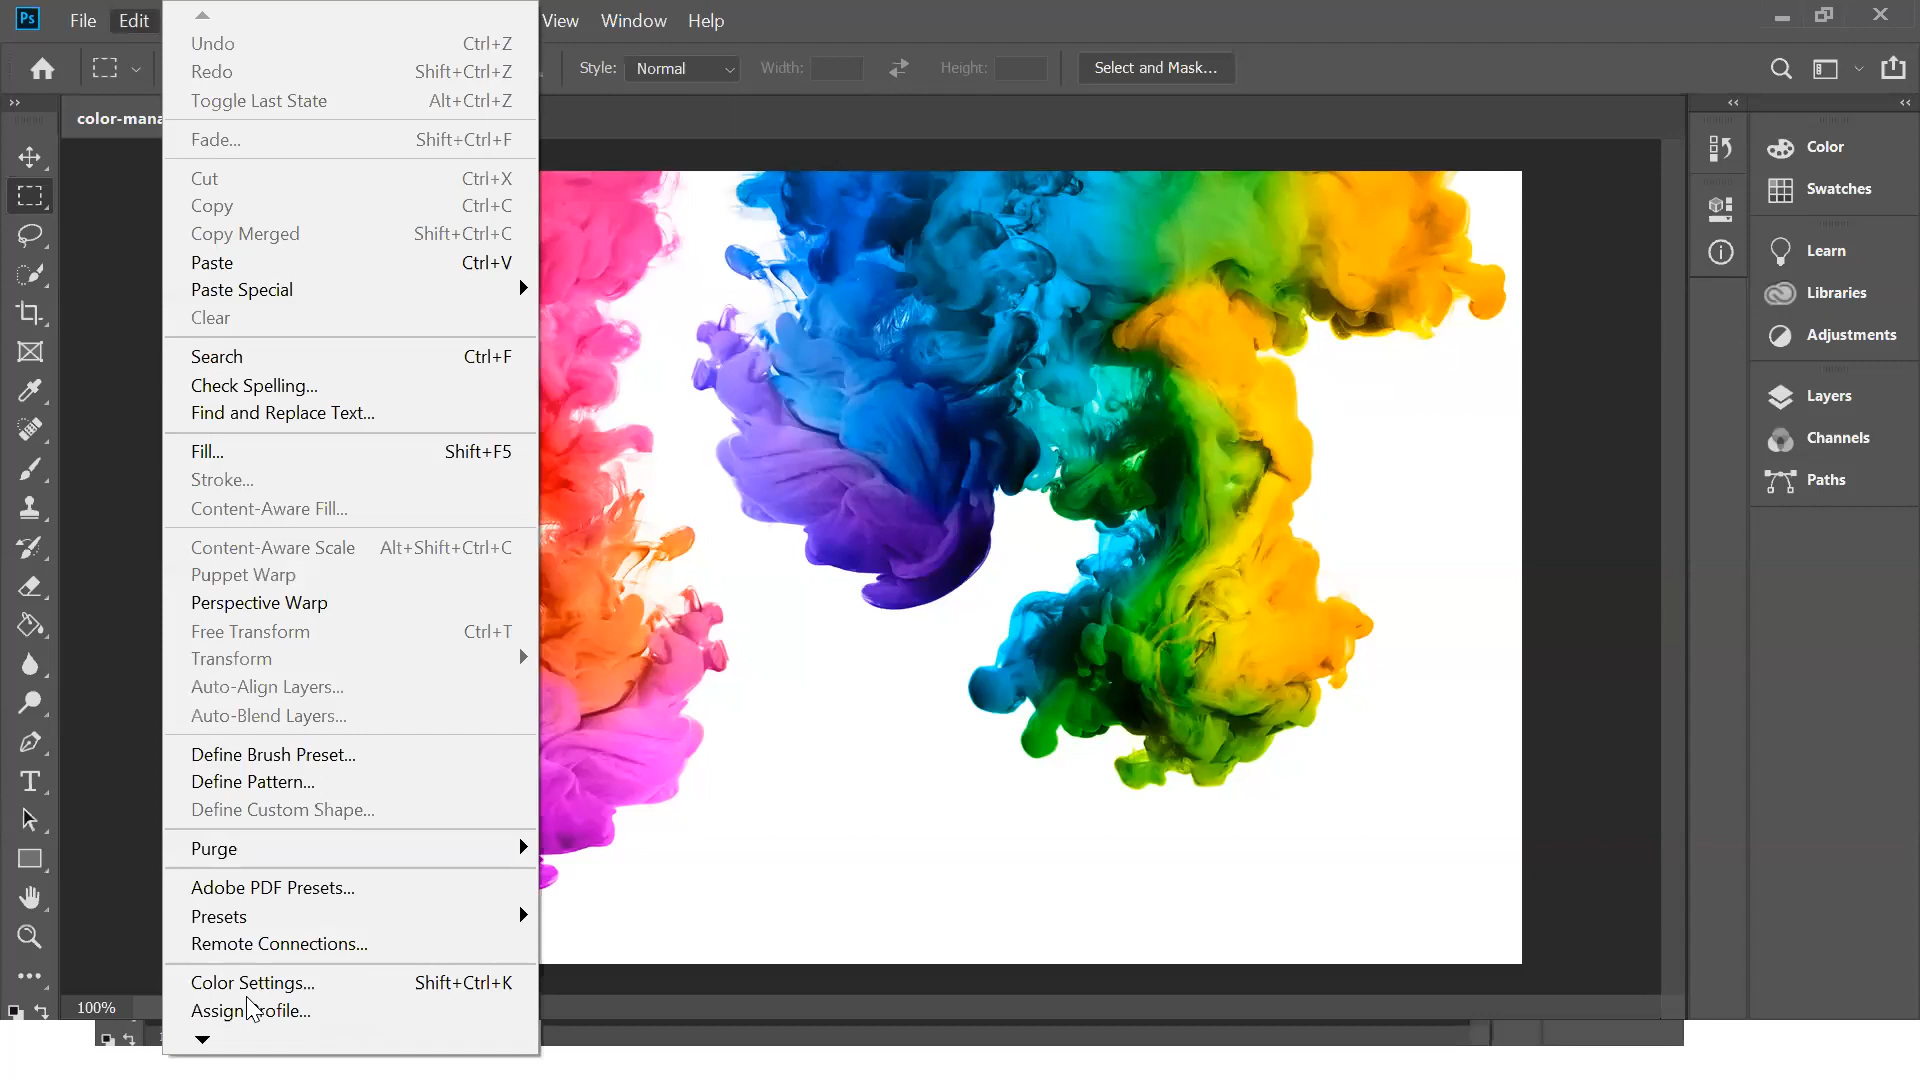 Ps File Edit View Window Help
Style: Normal Width: Height: Select and Mask...
color-mana
Undo Ctrl+Z
Redo Shift+Ctrl+Z
Toggle Last State Alt+Ctrl+Z
Fade... Shift+Ctrl+F
Cut Ctrl+X
Copy Ctrl+C
Copy Merged Shift+Ctrl+C
Paste Ctrl+V
Paste Special
Clear
Search Ctrl+F
Check Spelling...
Find and Replace Text...
Fill... Shift+F5
Stroke...
Content-Aware Fill...
Content-Aware Scale Alt+Shift+Ctrl+C
Puppet Warp
Perspective Warp
Free Transform Ctrl+T
Transform
Auto-Align Layers...
Auto-Blend Layers...
Define Brush Preset...
Define Pattern...
Define Custom Shape...
Purge
Adobe PDF Presets...
Presets
Remote Connections...
Color Settings... Shift+Ctrl+K
Assign Profile...
Color
Swatches
Learn
Libraries
Adjustments
Layers
Channels
Paths
100%